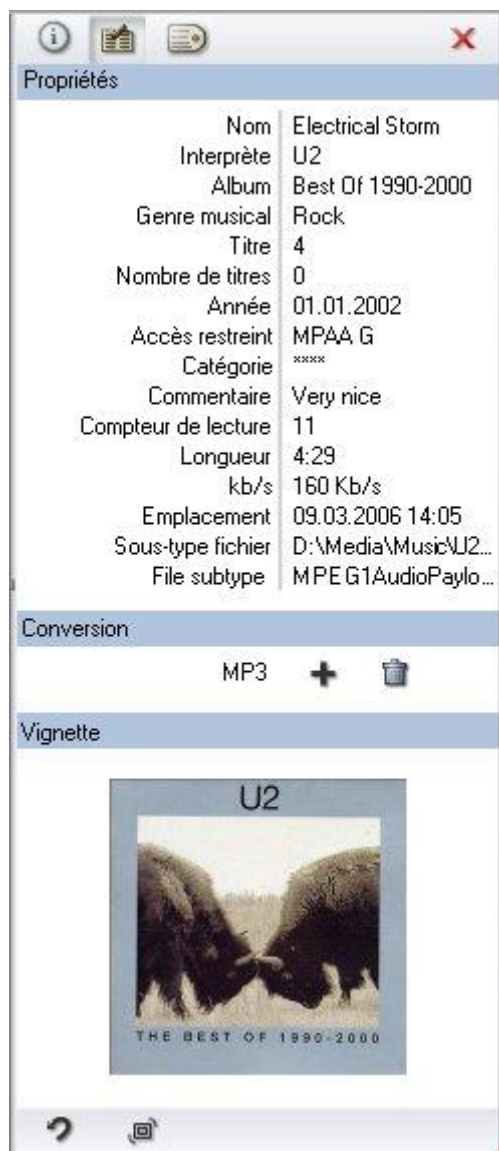 Propriétés
Nom Electrical Storm
Interprète U2
Album Best Of 1990-2000
Genre musical Rock
Titre 4
Nombre de titres 0
Année 01.01.2002
Accès restreint MPAA G
Catégorie ****
Commentaire Very nice
Compteur de lecture 11
Longueur 4:29
kb/s 160 Kb/s
Emplacement 09.03.2006 14:05
Sous-type fichier D:\Media\Music\U2...
File subtype MPEG1AudioPaylo...
Conversion
MP3
Vignette
U2
THE BEST OF 1990-2000